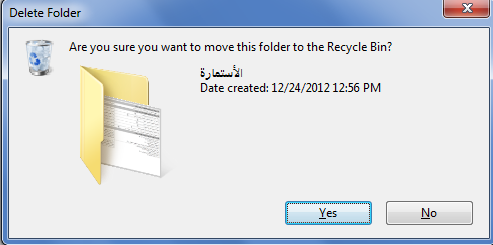 Delete Folder
Are you sure you want to move this folder to the Recycle Bin?
الأستمارة
Date created: 12/24/2012 12:56 PM
Yes
No